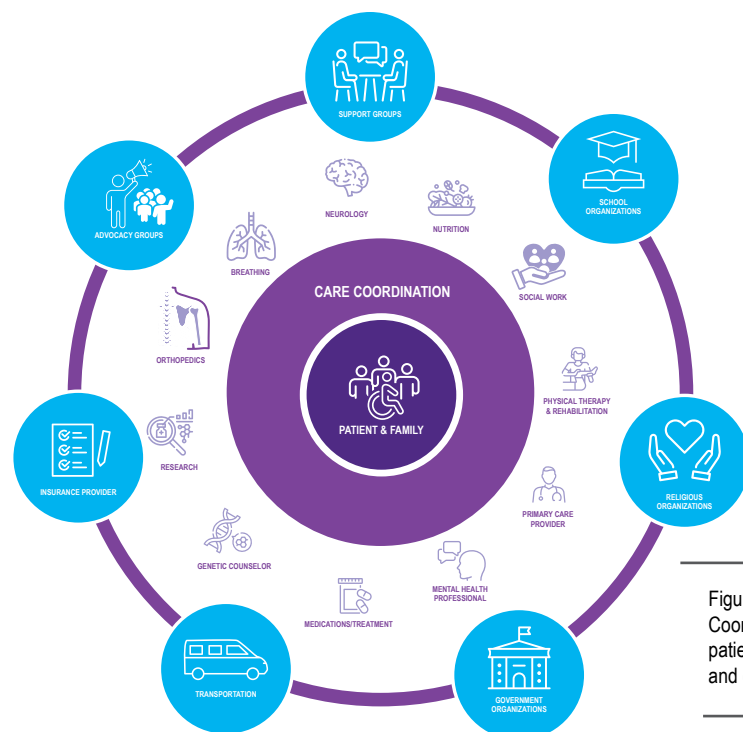 SUPPORT GROUPS
SCHOOL
ORGANIZATIONS
ADVOCACY GROUPS
NEUROLOGY
NUTRITION
BREATHING
SOCIAL WORK
CARE COORDINATION
ORTHOPEDICS
PHYSICAL THERAPY
& REHABILITATION
PATIENT & FAMILY
RESEARCH
INSURANCE PROVIDER
RELIGIOUS
ORGANIZATIONS
PRIMARY CARE
PROVIDER
GENETIC COUNSELOR
MENTAL HEALTH
PROFESSIONAL
MEDICATIONS/TREATMENT
TRANSPORTATION
GOVERNMENT
ORGANIZATIONS
Figu
Coor
patie
and